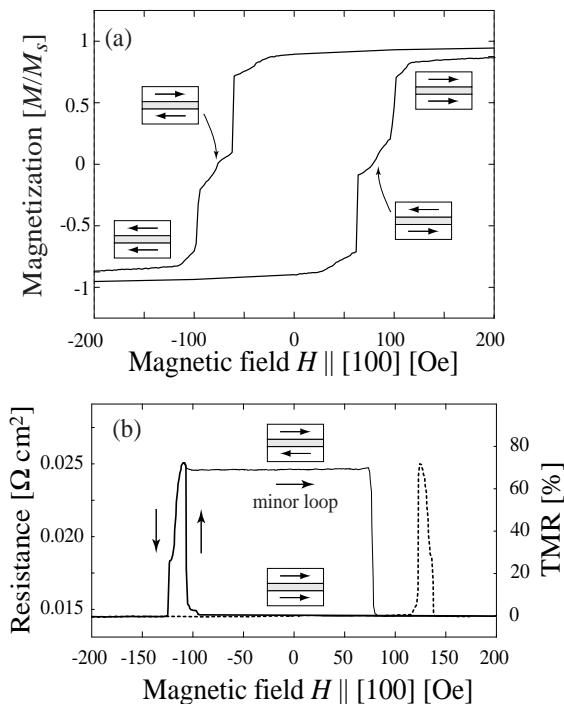 (a)
Magnetization [M/Ms]
1
0.5
0
-0.5
-1
-200 -100 0 100 200
Magnetic field H || [100] [Oe]
(b)
Resistance [Ω cm²]
0.025
0.020
0.015
minor loop
80
60
40
20
0
TMR [%]
-200 -150 -100 -50 0 50 100 150 200
Magnetic field H || [100] [Oe]